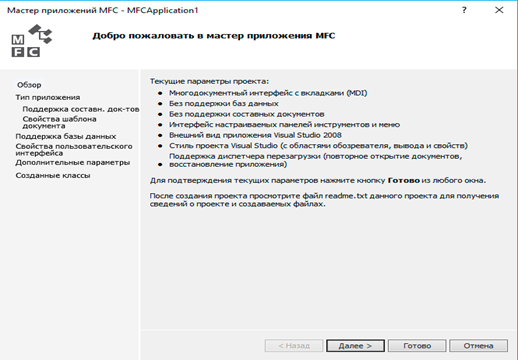 Мастер приложений MFC - MFCApplication1
?
M
F C
Добро пожаловать в мастер приложения MFC
Обзор
Тип приложения
Поддержка составн. док-тов
Свойства шаблона
документа
Поддержка базы данных
Свойства пользовательского
интерфейса
Дополнительные параметры
Созданные классы
Текущие параметры проекта:
• Многодокументный интерфейс с вкладками (MDI)
• Без поддержки баз данных
• Без поддержки составных документов
• Интерфейс настраиваемых панелей инструментов и меню
• Внешний вид приложения Visual Studio 2008
• Стиль проекта Visual Studio (с областями обозревателя, вывода и свойств)
• Поддержка диспетчера перезагрузки (повторное открытие документов,
восстановление приложения)
Для подтверждения текущих параметров нажмите кнопку Готово из любого окна.
После создания проекта просмотрите файл readme.txt данного проекта для получения
сведений о проекте и создаваемых файлах.
< Назад
Далее >
Готово
Отмена